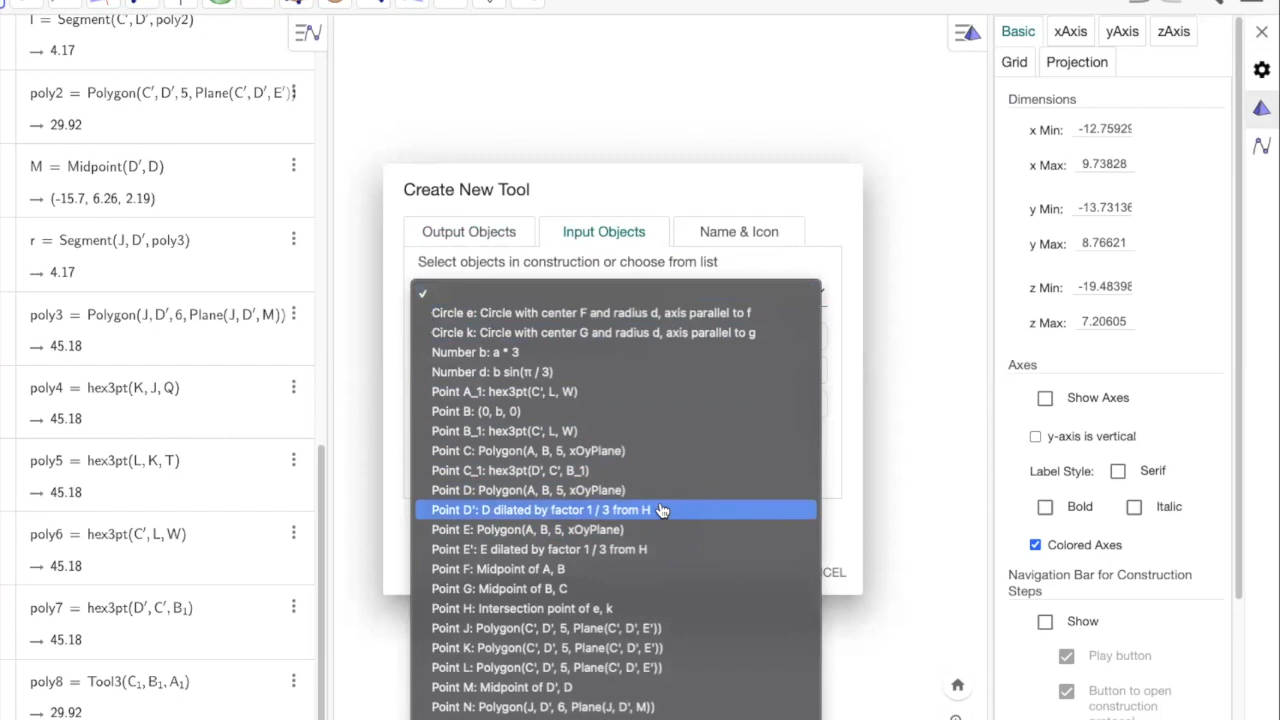 l = Segment(C′, D′, poly2)
→ 4.17
poly2 = Polygon(C′, D′, 5, Plane(C′, D′, E′))
→ 29.92
M = Midpoint(D′, D)
→ (-15.7, 6.26, 2.19)
r = Segment(J, D′, poly3)
→ 4.17
poly3 = Polygon(J, D′, 6, Plane(J, D′, M))
→ 45.18
poly4 = hex3pt(K, J, Q)
→ 45.18
poly5 = hex3pt(L, K, T)
→ 45.18
poly6 = hex3pt(C′, L, W)
→ 45.18
poly7 = hex3pt(D′, C′, B₁)
→ 45.18
poly8 = Tool3(C₁, B₁, A₁)
→ 29.92
Create New Tool
Output Objects
Input Objects
Name & Icon
Select objects in construction or choose from list
✓
Circle e: Circle with center F and radius d, axis parallel to f
Circle k: Circle with center G and radius d, axis parallel to g
Number b: a * 3
Number d: b sin(π / 3)
Point A_1: hex3pt(C', L, W)
Point B: (0, b, 0)
Point B_1: hex3pt(C', L, W)
Point C: Polygon(A, B, 5, xOyPlane)
Point C_1: hex3pt(D', C', B_1)
Point D: Polygon(A, B, 5, xOyPlane)
Point D': D dilated by factor 1 / 3 from H
Point E: Polygon(A, B, 5, xOyPlane)
Point E': E dilated by factor 1 / 3 from H
Point F: Midpoint of A, B
Point G: Midpoint of B, C
Point H: Intersection point of e, k
Point J: Polygon(C', D', 5, Plane(C', D', E'))
Point K: Polygon(C', D', 5, Plane(C', D', E'))
Point L: Polygon(C', D', 5, Plane(C', D', E'))
Point M: Midpoint of D', D
Point N: Polygon(J, D', 6, Plane(J, D', M))
Basic
xAxis
yAxis
zAxis
Grid
Projection
Dimensions
x Min: -12.75929
x Max: 9.73828
y Min: -13.73136
y Max: 8.76621
z Min: -19.48398
z Max: 7.20605
Axes
Show Axes
y-axis is vertical
Label Style: Serif
Bold Italic
Colored Axes
Navigation Bar for Construction
Steps
Show
Play button
Button to open
construction